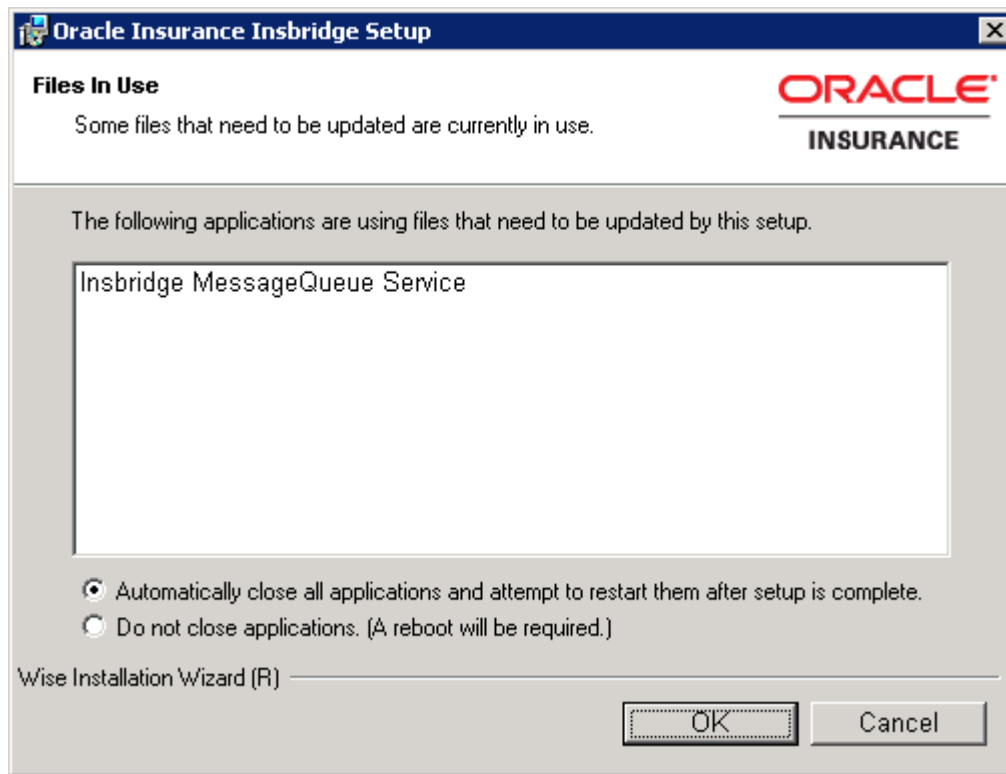 Oracle Insurance Insbridge Setup
Files In Use
Some files that need to be updated are currently in use.
ORACLE
INSURANCE
The following applications are using files that need to be updated by this setup.
Insbridge MessageQueue Service
Automatically close all applications and attempt to restart them after setup is complete.
Do not close applications. (A reboot will be required.)
Wise Installation Wizard (R)
OK
Cancel